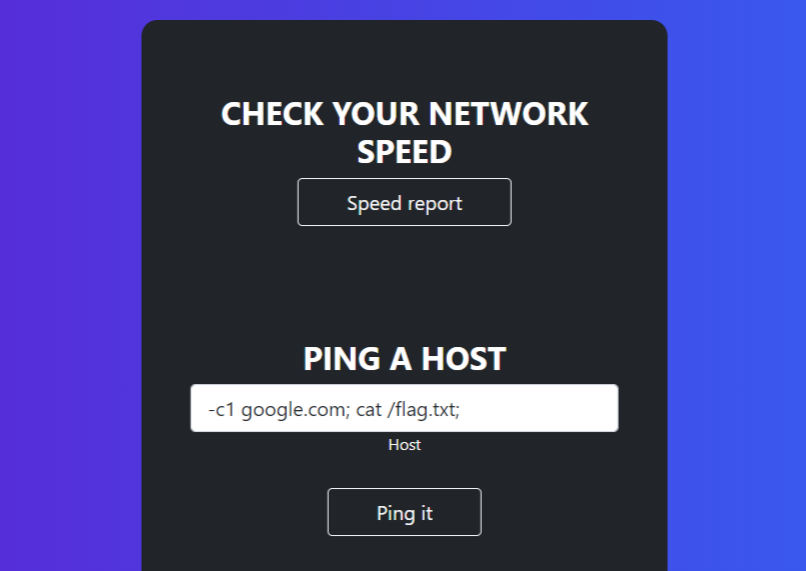 CHECK YOUR NETWORK
SPEED
Speed report
PING A HOST
-c1 google.com; cat /flag.txt;
Host
Ping it